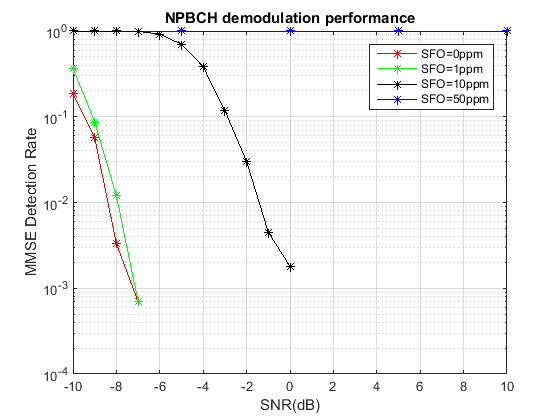 NPBCH demodulation performance
SFO=0ppm
SFO=1ppm
SFO=10ppm
SFO=50ppm
MMSE Detection Rate
10^0
10^-1
10^-2
10^-3
10^-4
-10 -8 -6 -4 -2 0 2 4 6 8 10
SNR(dB)